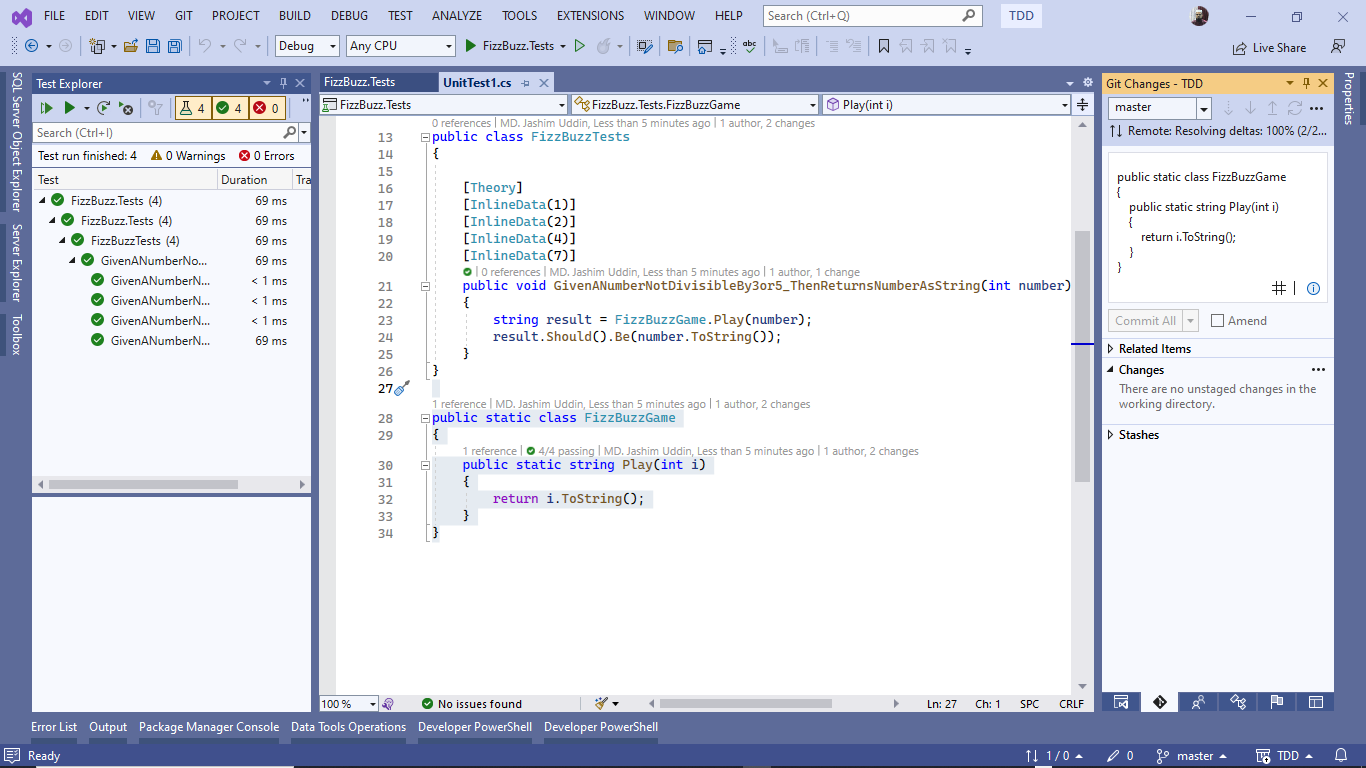 FILE EDIT VIEW GIT PROJECT BUILD DEBUG TEST ANALYZE TOOLS EXTENSIONS WINDOW HELP Search (Ctrl+Q) TDD
Debug Any CPU FizzBuzz.Tests abc Live Share
SQL Server Object Explorer
Server Explorer
Toolbox
Test Explorer
4 4 0
Search (Ctrl+I)
Test run finished: 4 0 Warnings 0 Errors
Test Duration Tra
FizzBuzz.Tests (4) 69 ms
FizzBuzz.Tests (4) 69 ms
FizzBuzzTests (4) 69 ms
GivenANumberNo... 69 ms
GivenANumberN... < 1 ms
GivenANumberN... < 1 ms
GivenANumberN... < 1 ms
GivenANumberN... 69 ms
FizzBuzz.Tests UnitTest1.cs
FizzBuzz.Tests FizzBuzz.Tests.FizzBuzzGame Play(int i)
0 references | MD. Jashim Uddin, Less than 5 minutes ago | 1 author, 2 changes
13 public class FizzBuzzTests
14 {
15
16 [Theory]
17 [InlineData(1)]
18 [InlineData(2)]
19 [InlineData(4)]
20 [InlineData(7)]
| 0 references | MD. Jashim Uddin, Less than 5 minutes ago | 1 author, 1 change
21 public void GivenANumberNotDivisibleBy3or5_ThenReturnsNumberAsString(int number)
22 {
23 string result = FizzBuzzGame.Play(number);
24 result.Should().Be(number.ToString());
25 }
26 }
27
1 reference | MD. Jashim Uddin, Less than 5 minutes ago | 1 author, 2 changes
28 public static class FizzBuzzGame
29 {
1 reference | 4/4 passing | MD. Jashim Uddin, Less than 5 minutes ago | 1 author, 2 changes
30 public static string Play(int i)
31 {
32 return i.ToString();
33 }
34 }
100 % No issues found Ln: 27 Ch: 1 SPC CRLF
Git Changes - TDD
master
Remote: Resolving deltas: 100% (2/2...
public static class FizzBuzzGame
{
public static string Play(int i)
{
return i.ToString();
}
}
Commit All Amend
Related Items
Changes
There are no unstaged changes in the
working directory.
Stashes
Properties
Error List Output Package Manager Console Data Tools Operations Developer PowerShell Developer PowerShell
Ready 1 / 0 0 master TDD